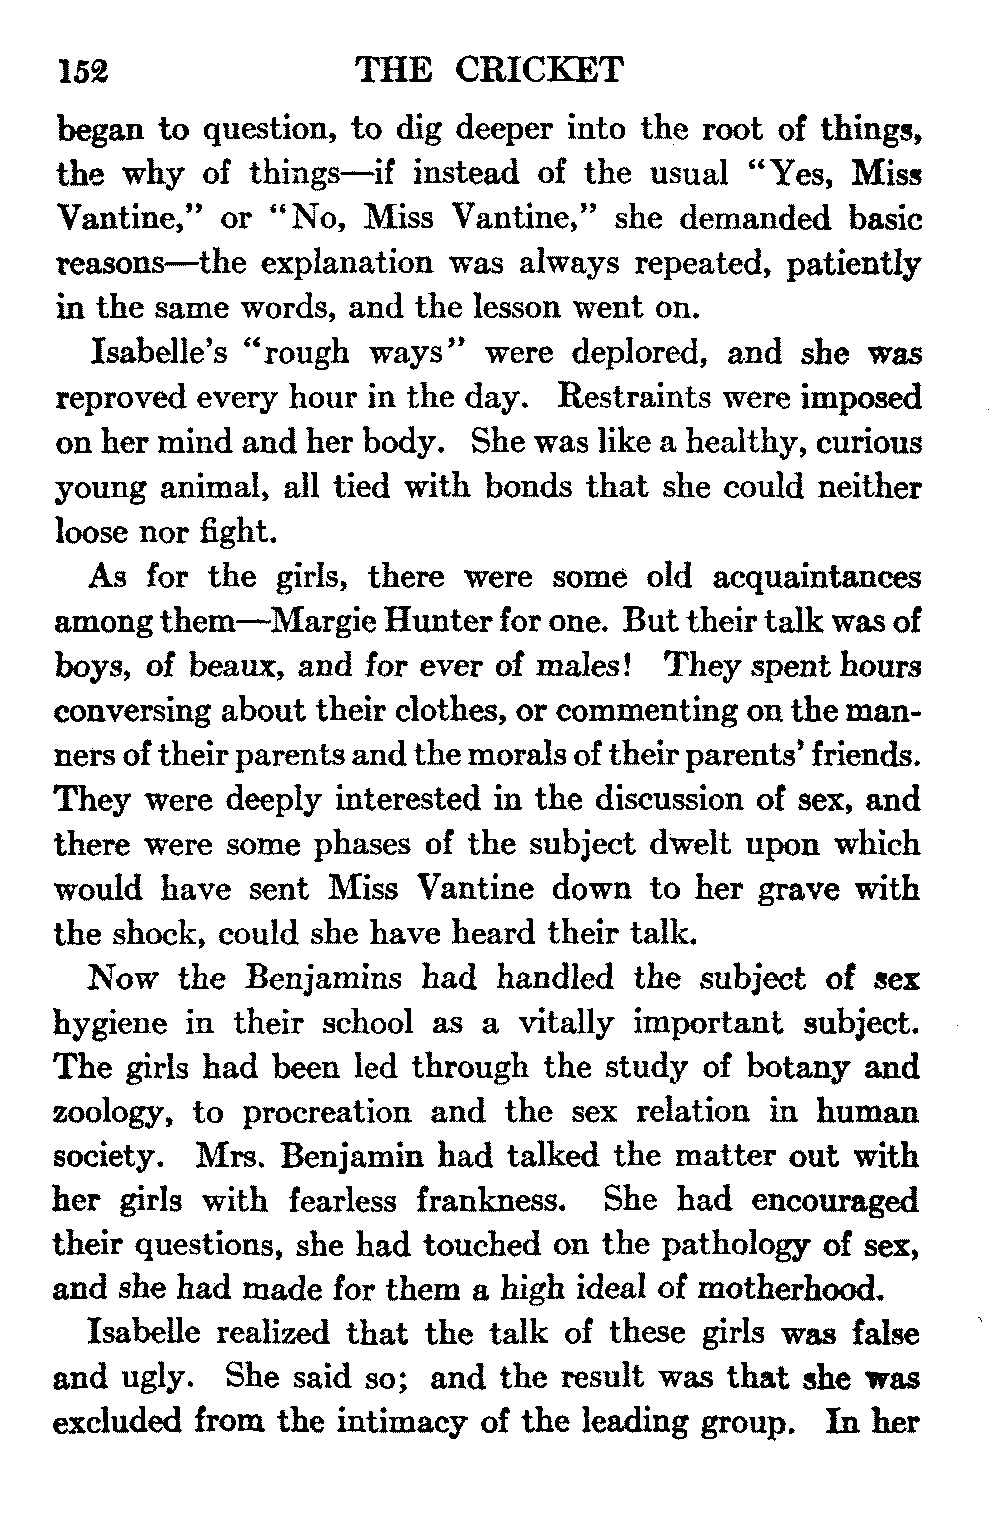 152 THE CRICKET
began to question, to dig deeper into the root of things,
the why of things—if instead of the usual “Yes, Miss
Vantine,” or “No, Miss Vantine,” she demanded basic
reasons—the explanation was always repeated, patiently
in the same words, and the lesson went on.
Isabelle’s “rough ways” were deplored, and she was
reproved every hour in the day. Restraints were imposed
on her mind and her body. She was like a healthy, curious
young animal, all tied with bonds that she could neither
loose nor fight.
As for the girls, there were some old acquaintances
among them—Margie Hunter for one. But their talk was of
boys, of beaux, and for ever of males! They spent hours
conversing about their clothes, or commenting on the man-
ners of their parents and the morals of their parents’ friends.
They were deeply interested in the discussion of sex, and
there were some phases of the subject dwelt upon which
would have sent Miss Vantine down to her grave with
the shock, could she have heard their talk.
Now the Benjamins had handled the subject of sex
hygiene in their school as a vitally important subject.
The girls had been led through the study of botany and
zoology, to procreation and the sex relation in human
society. Mrs. Benjamin had talked the matter out with
her girls with fearless frankness. She had encouraged
their questions, she had touched on the pathology of sex,
and she had made for them a high ideal of motherhood.
Isabelle realized that the talk of these girls was false
and ugly. She said so; and the result was that she was
excluded from the intimacy of the leading group. In her